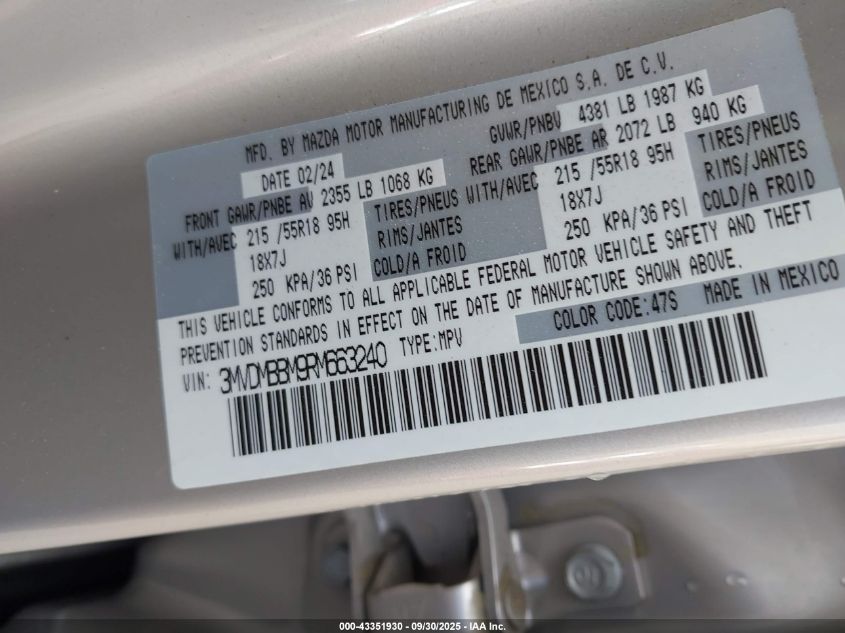 MFD. BY MAZDA MOTOR MANUFACTURING DE MEXICO S.A. DE C.V.
DATE 02/24 GVWR/PNBV 4381 LB 1987 KG
FRONT GAWR/PNBE AV 2355 LB 1068 KG REAR GAWR/PNBE AR 2072 LB 940 KG
WITH/AVEC 215 /55R18 95H TIRES/PNEUS WITH/AVEC 215 /55R18 95H TIRES/PNEUS
18X7J RIMS/JANTES 18X7J RIMS/JANTES
250 KPA/36 PSI COLD/A FROID 250 KPA/36 PSI COLD/A FROID
THIS VEHICLE CONFORMS TO ALL APPLICABLE FEDERAL MOTOR VEHICLE SAFETY AND THEFT
PREVENTION STANDARDS IN EFFECT ON THE DATE OF MANUFACTURE SHOWN ABOVE.
COLOR CODE:47S MADE IN MEXICO
VIN: 3MVDMBBM9RM663240 TYPE:MPV
000-43351930 - 09/30/2025 - IAA Inc.